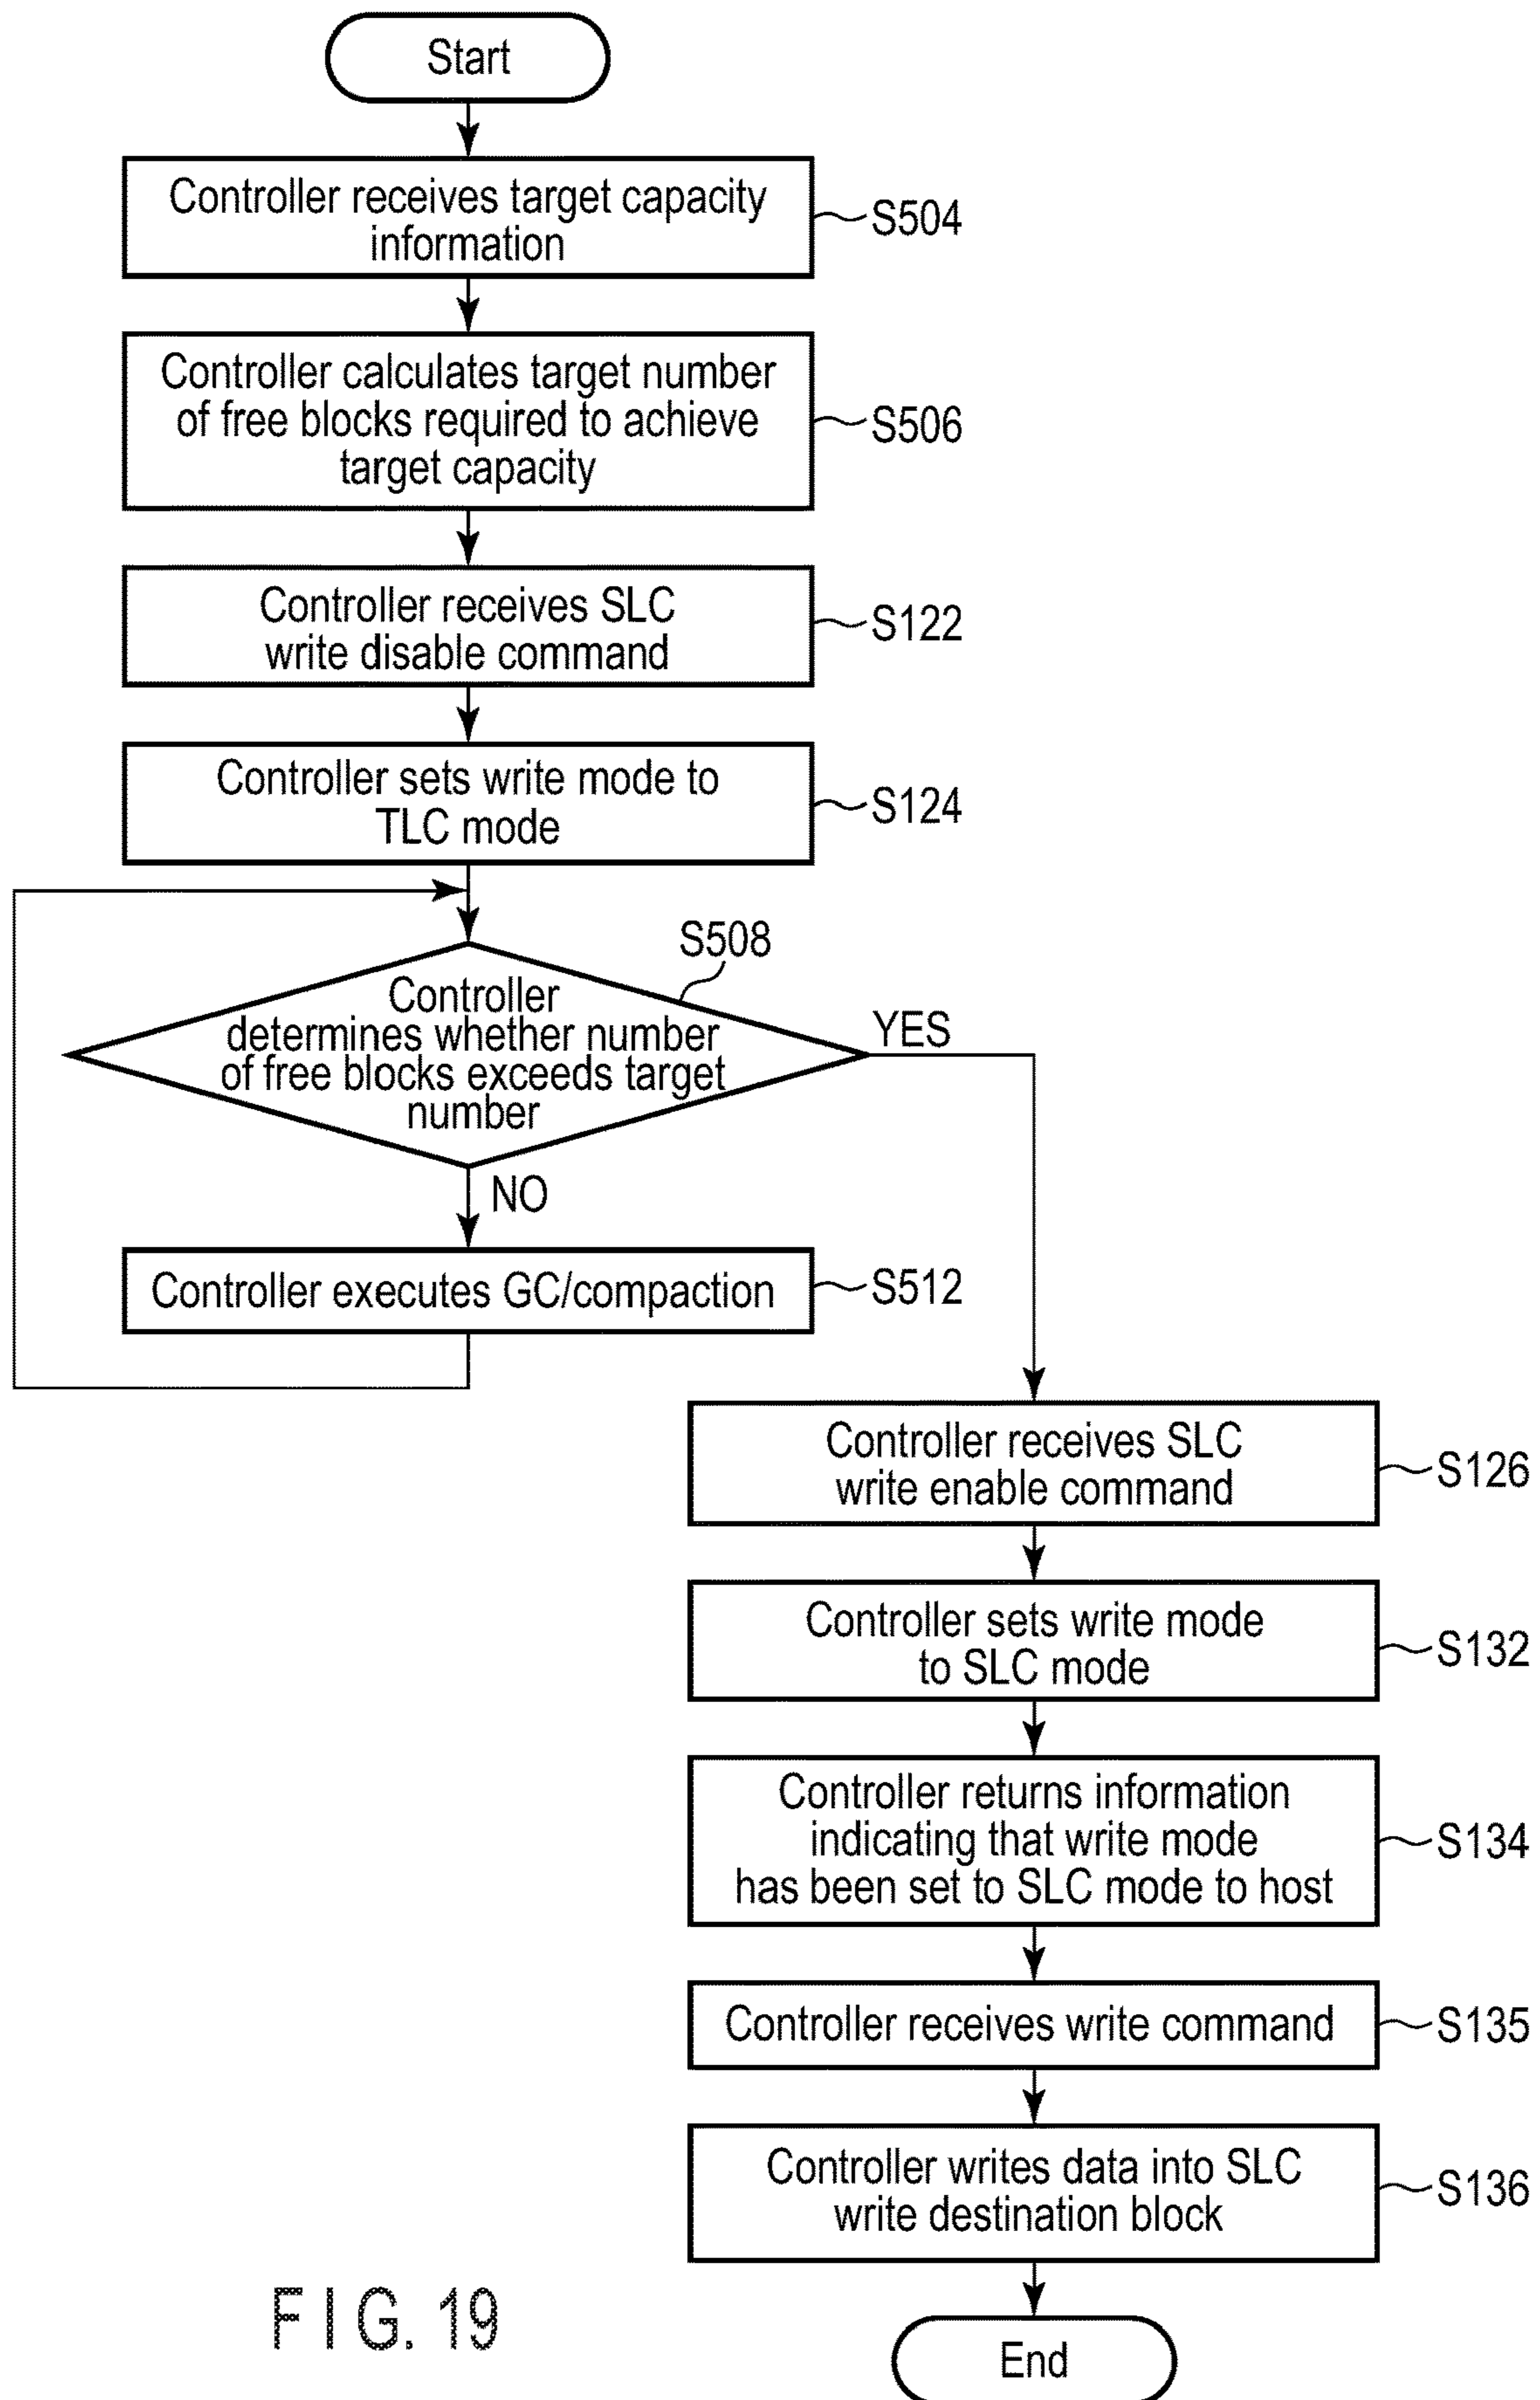 Start
Controller receives target capacity
information
S504
Controller calculates target number
of free blocks required to achieve
target capacity
S506
Controller receives SLC
write disable command
S122
Controller sets write mode to
TLC mode
S124
S508
Controller
determines whether number
of free blocks exceeds target
number
YES
NO
Controller executes GC/compaction
S512
Controller receives SLC
write enable command
S126
Controller sets write mode
to SLC mode
S132
Controller returns information
indicating that write mode
has been set to SLC mode to host
S134
Controller receives write command
S135
Controller writes data into SLC
write destination block
S136
End
FIG. 19